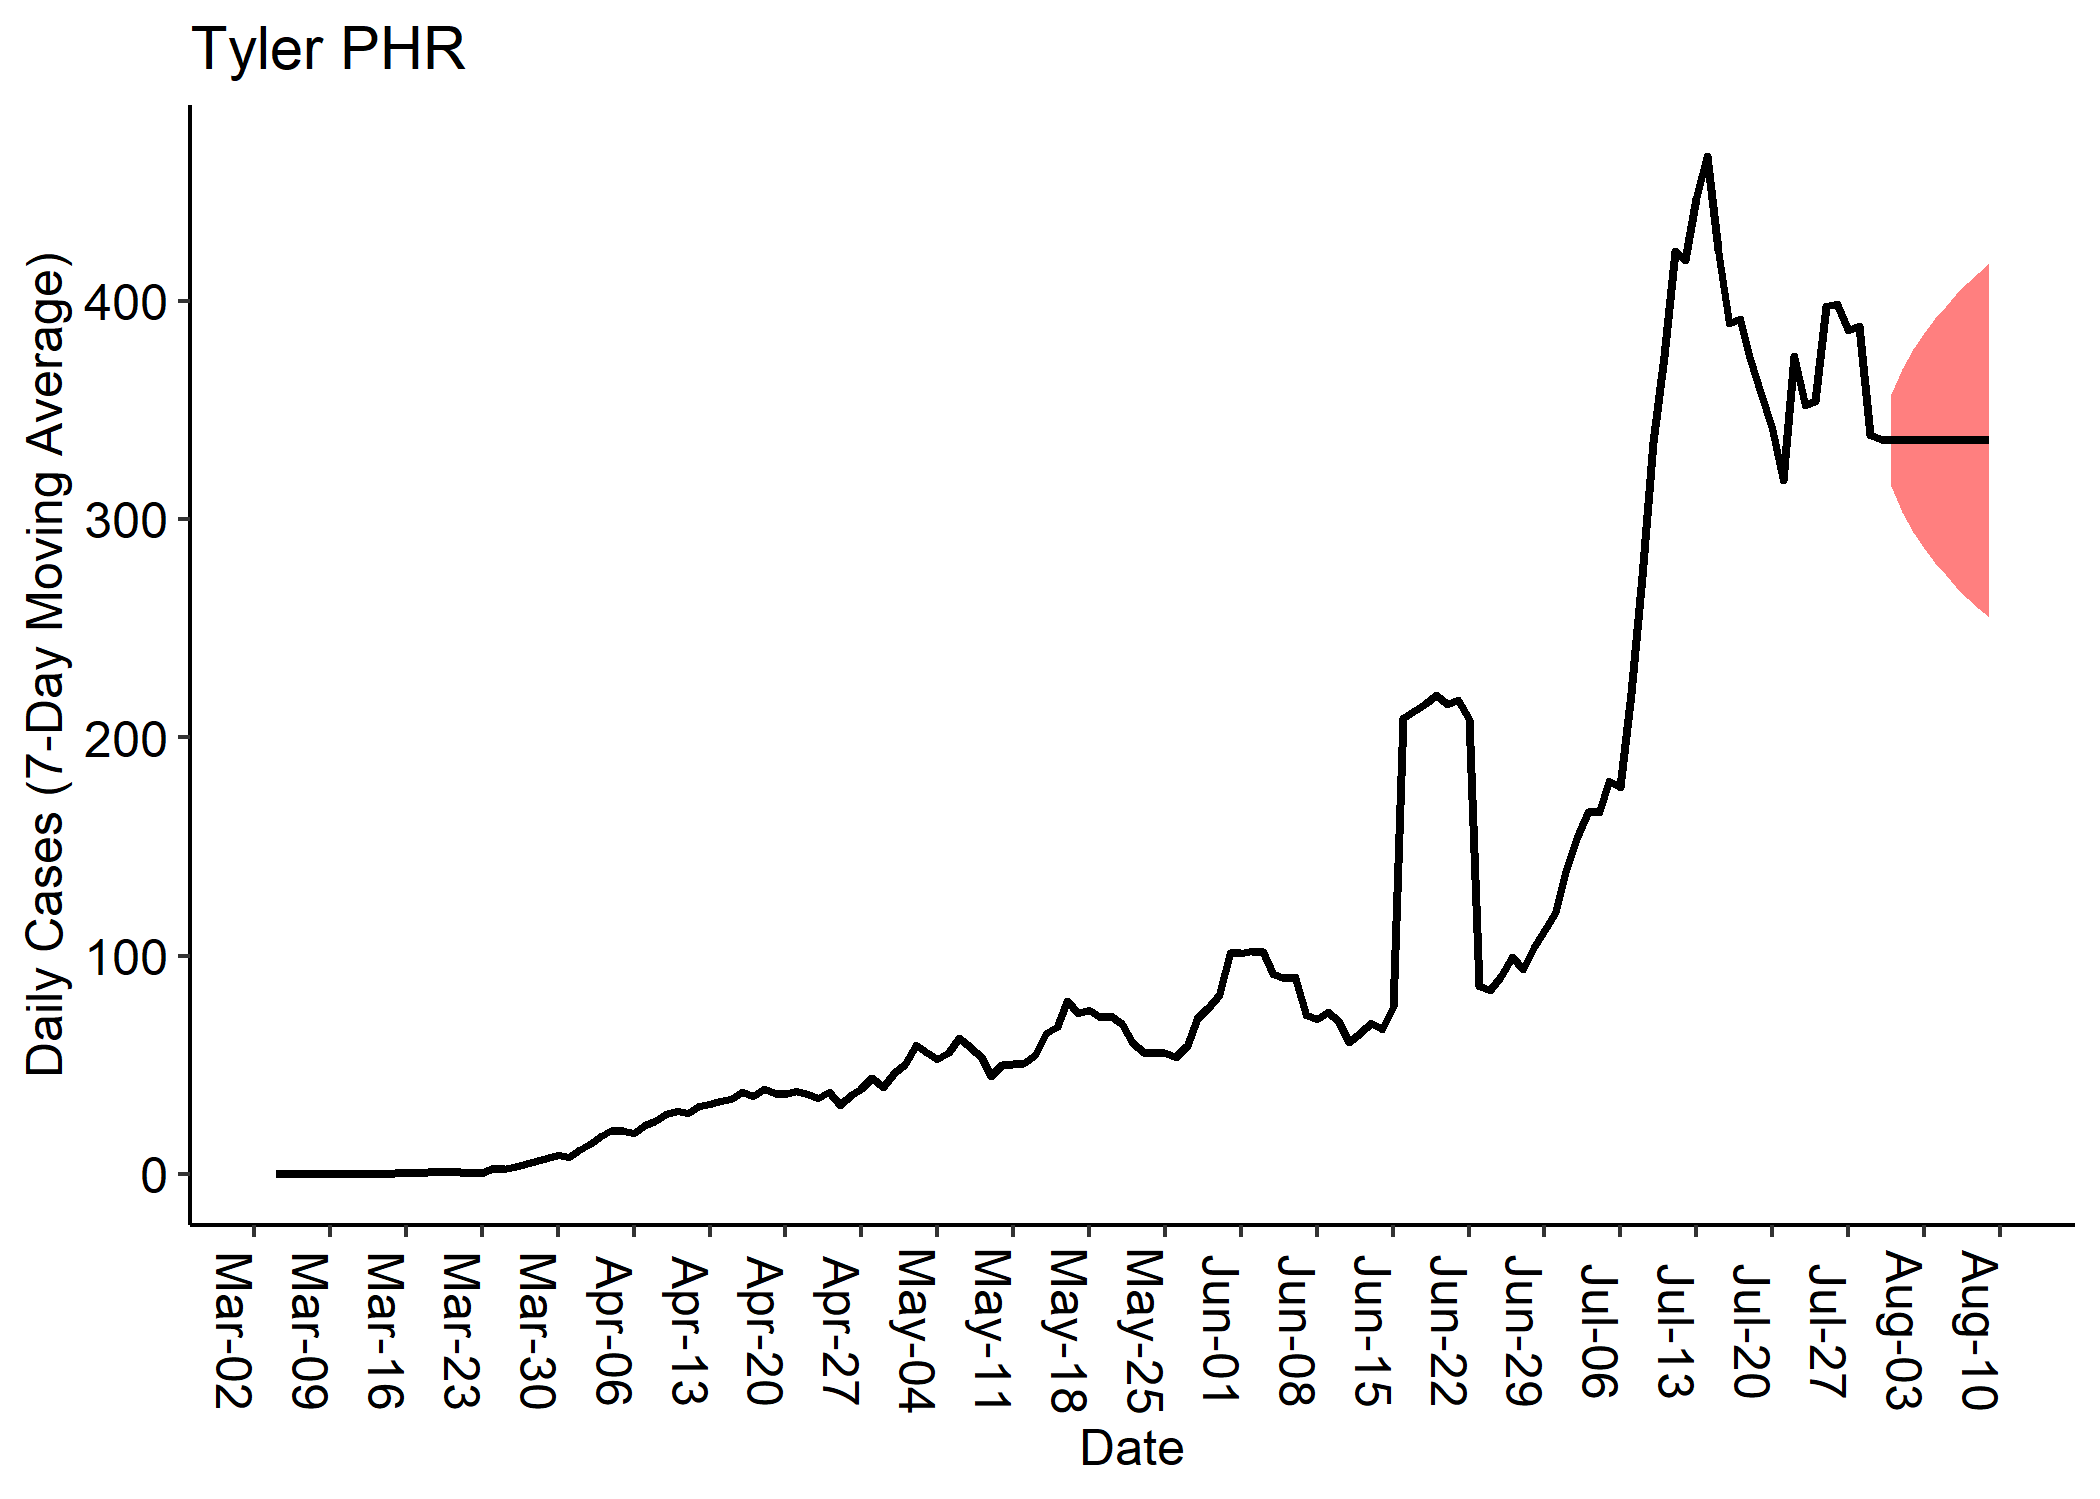 Tyler PHR
Daily Cases (7-Day Moving Average)
400
300
200
100
0
Mar-02
Mar-09
Mar-16
Mar-23
Mar-30
Apr-06
Apr-13
Apr-20
Apr-27
May-04
May-11
May-18
May-25
Jun-01
Jun-08
Jun-15
Jun-22
Jun-29
Jul-06
Jul-13
Jul-20
Jul-27
Aug-03
Aug-10
Date